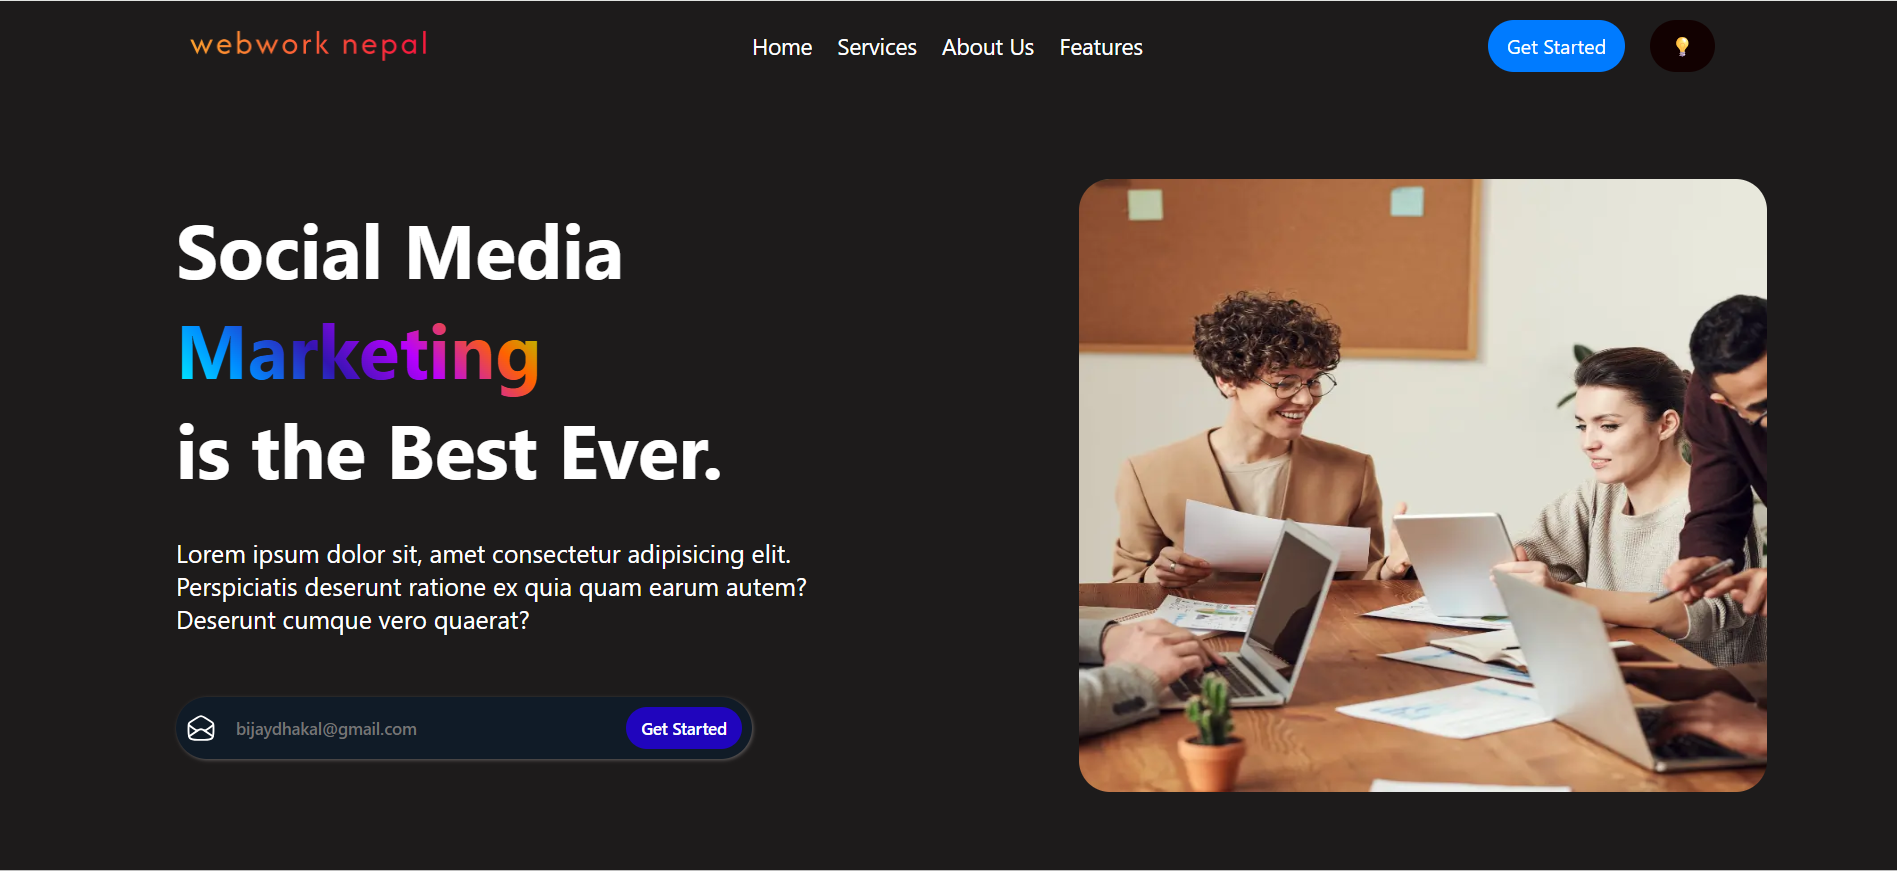 webwork nepal
Home Services About Us Features
Get Started
Social Media
Marketing
is the Best Ever.
Lorem ipsum dolor sit, amet consectetur adipisicing elit.
Perspiciatis deserunt ratione ex quia quam earum autem?
Deserunt cumque vero quaerat?
bijaydhakal@gmail.com
Get Started